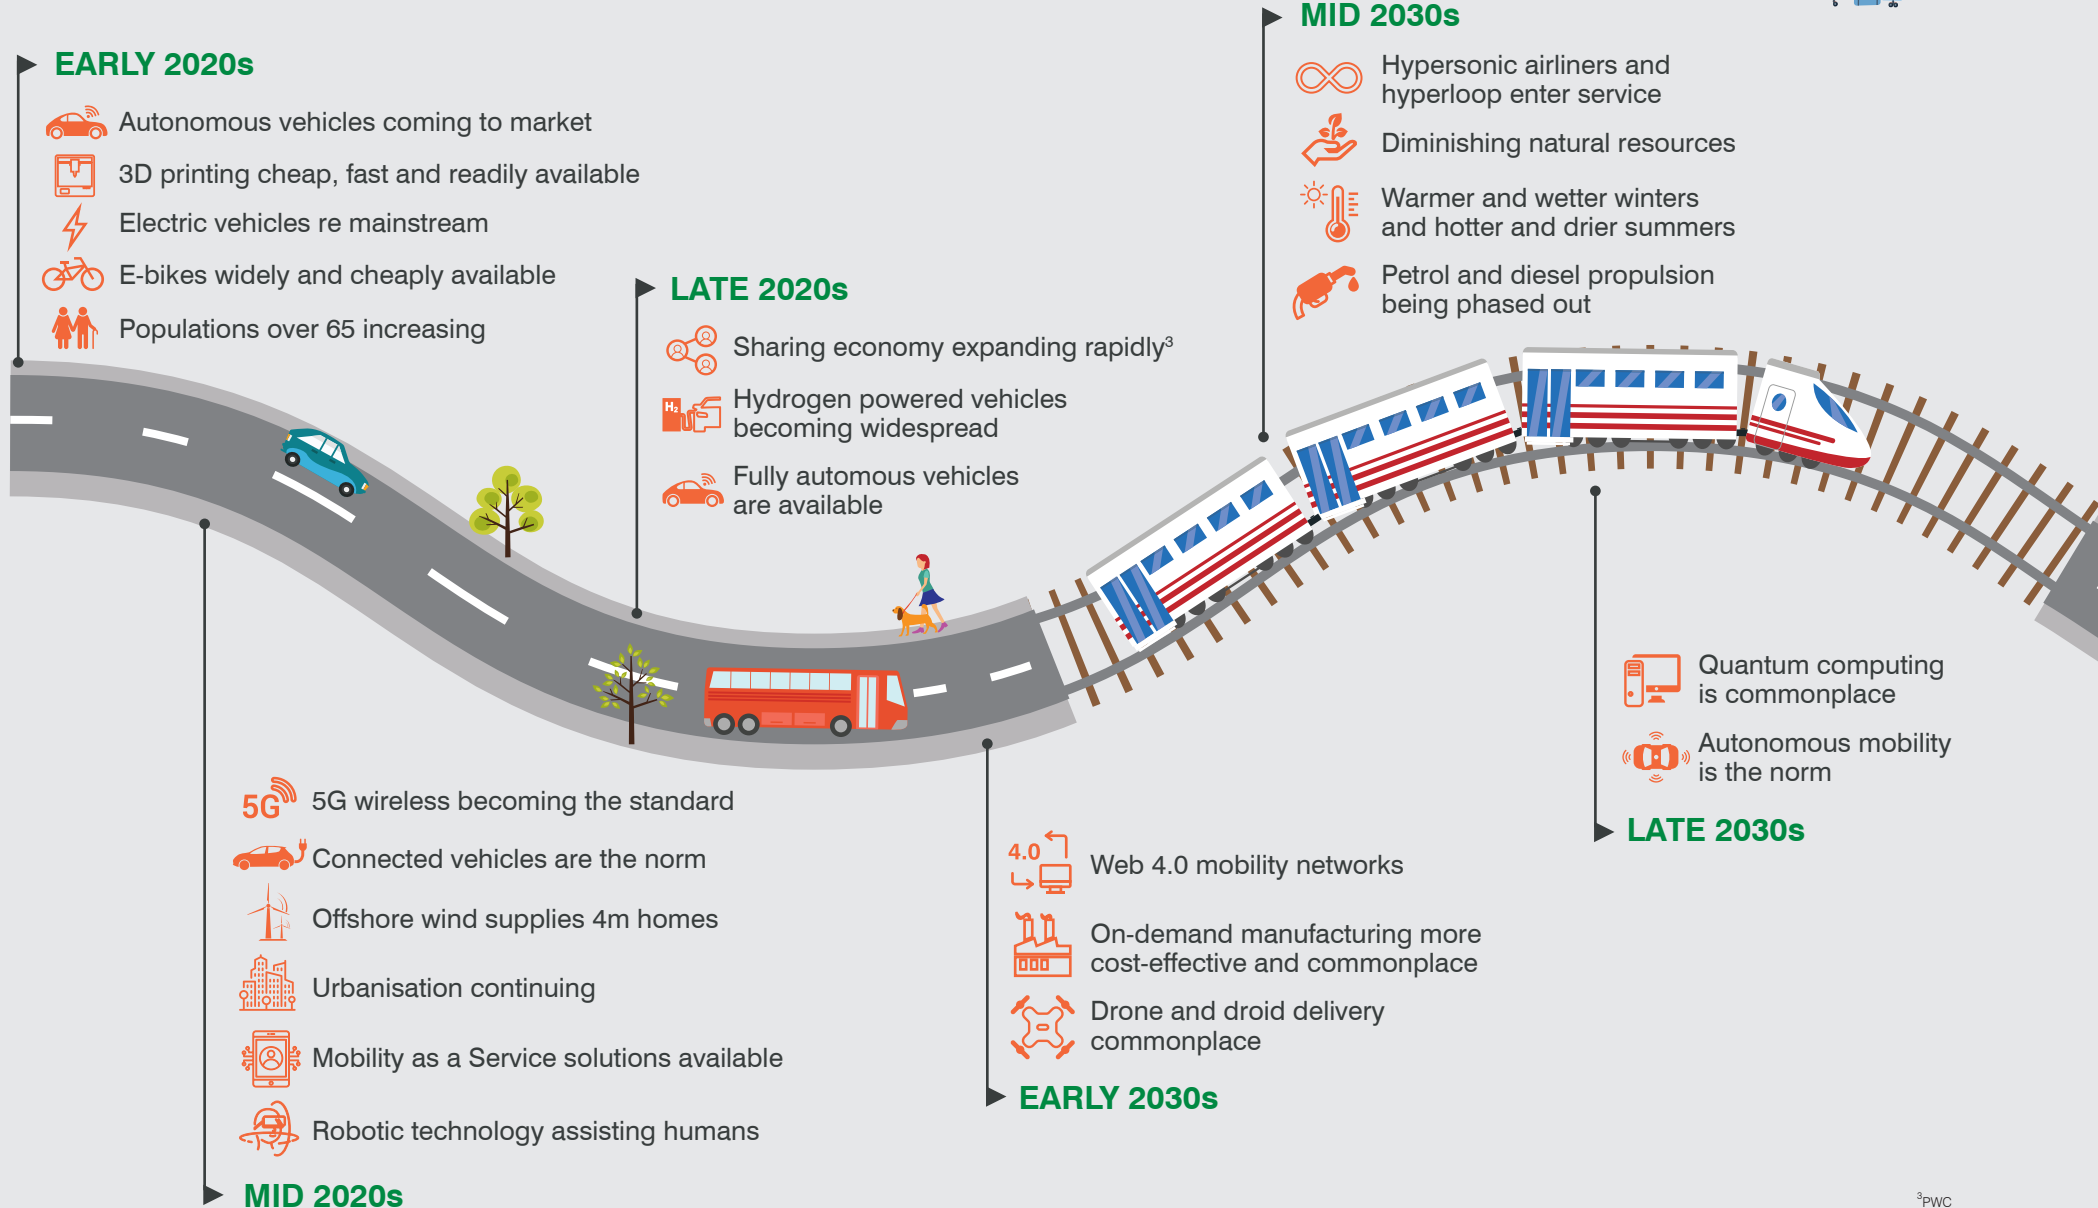 EARLY 2020s
Autonomous vehicles coming to market
3D printing cheap, fast and readily available
Electric vehicles re mainstream
E-bikes widely and cheaply available
Populations over 65 increasing
5G
5G wireless becoming the standard
Connected vehicles are the norm
Offshore wind supplies 4m homes
Urbanisation continuing
Mobility as a Service solutions available
Robotic technology assisting humans
MID 2020s
LATE 2020s
Sharing economy expanding rapidly³
H₂
Hydrogen powered vehicles
becoming widespread
Fully automous vehicles
are available
4.0
Web 4.0 mobility networks
On-demand manufacturing more
cost-effective and commonplace
Drone and droid delivery
commonplace
EARLY 2030s
MID 2030s
Hypersonic airliners and
hyperloop enter service
Diminishing natural resources
Warmer and wetter winters
and hotter and drier summers
Petrol and diesel propulsion
being phased out
Quantum computing
is commonplace
Autonomous mobility
is the norm
LATE 2030s
³PWC